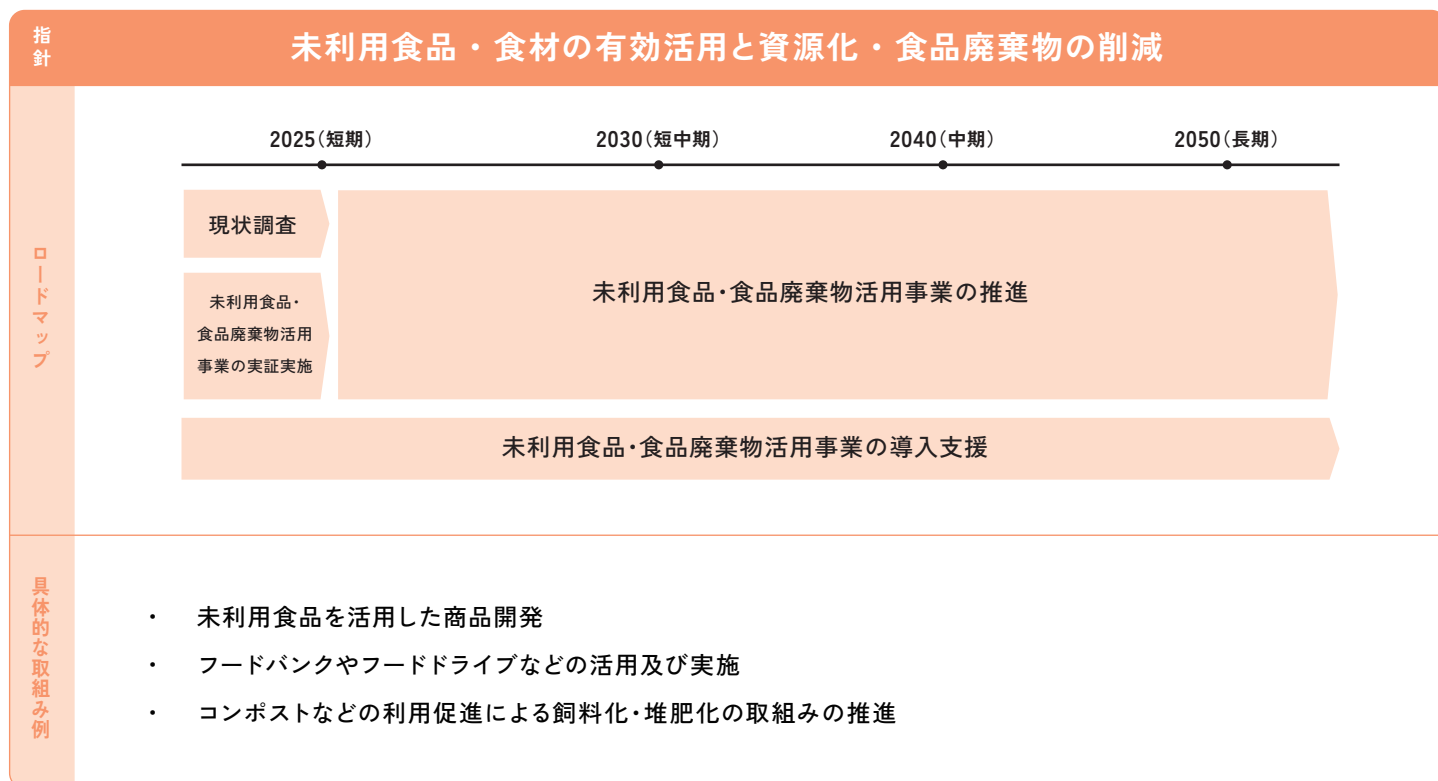 指針
未利用食品・食材の有効活用と資源化・食品廃棄物の削減
ロードマップ
2025(短期)
2030(短中期)
2040(中期)
2050(長期)
現状調査
未利用食品・
食品廃棄物活用
事業の実証実施
未利用食品・食品廃棄物活用事業の推進
未利用食品・食品廃棄物活用事業の導入支援
具体的な取組み例
・ 未利用食品を活用した商品開発
・ フードバンクやフードドライブなどの活用及び実施
・ コンポストなどの利用促進による飼料化・堆肥化の取組みの推進